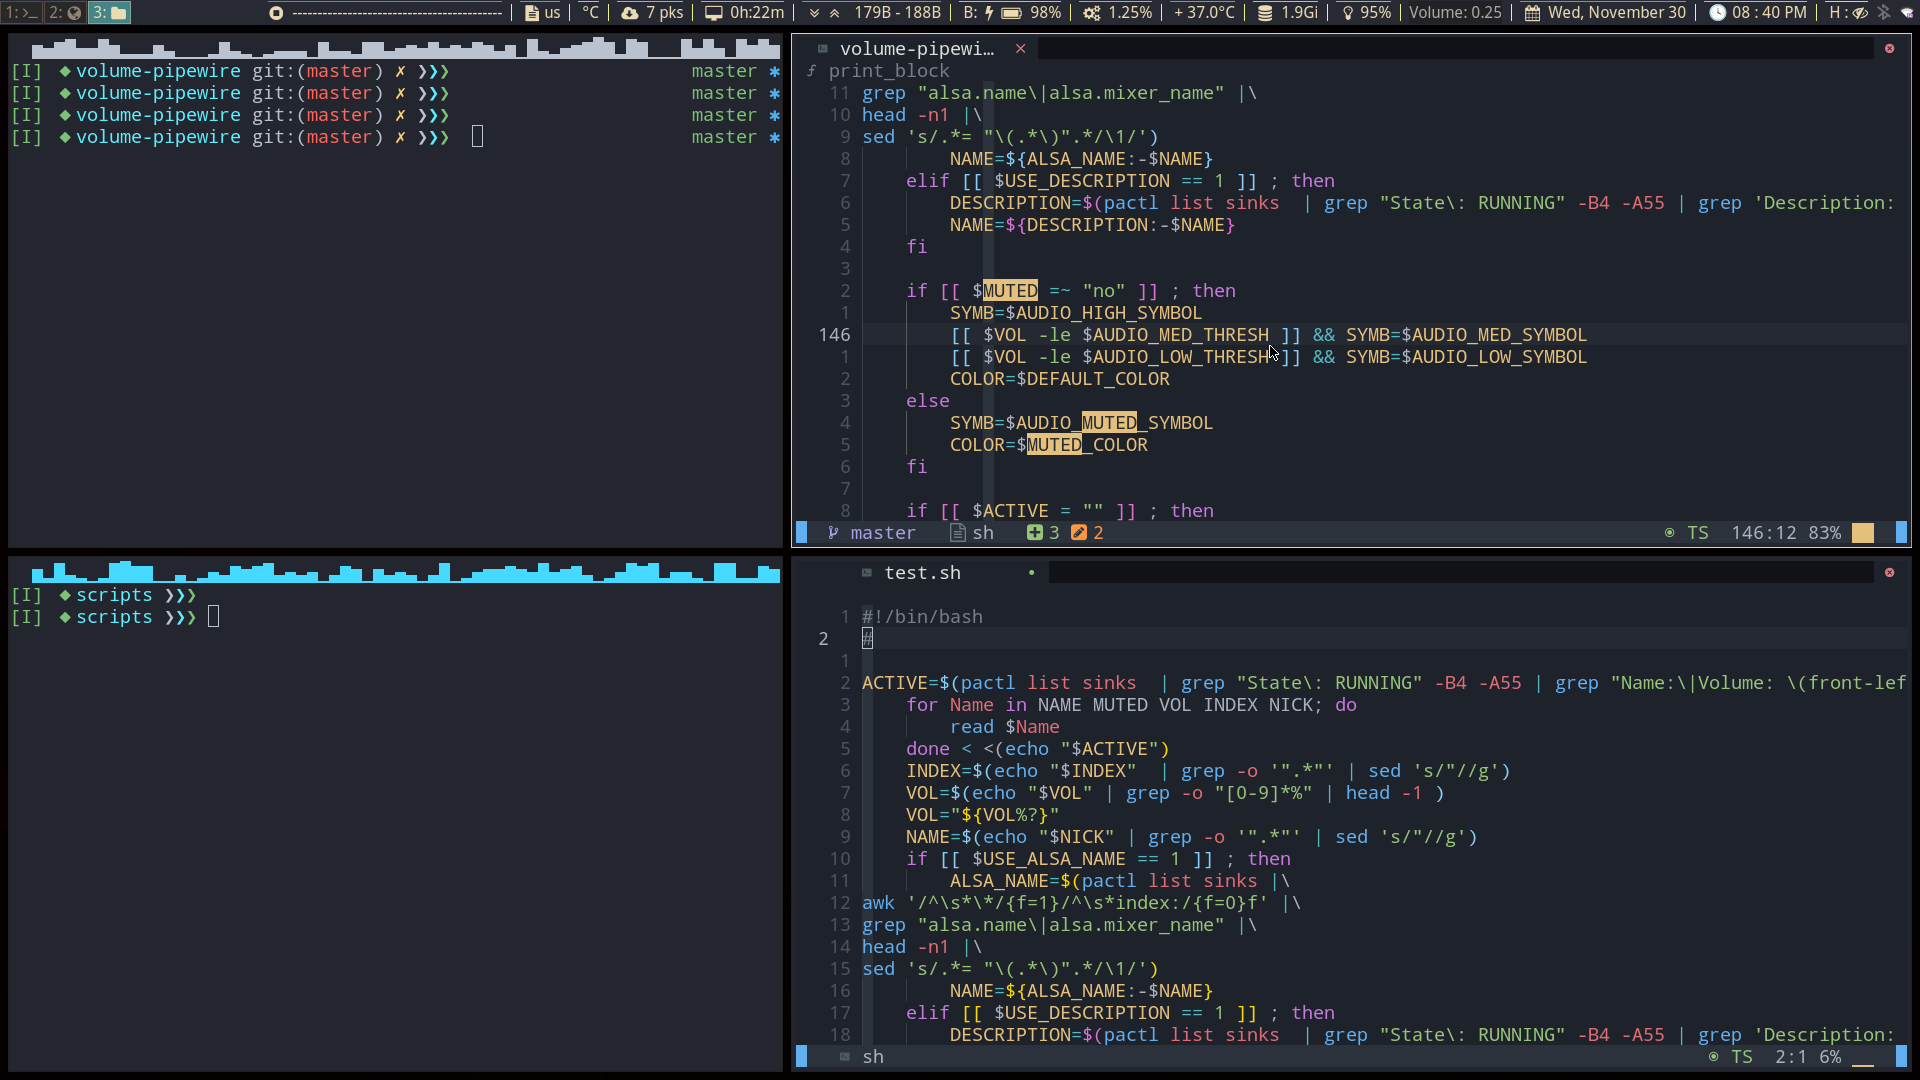 1: >_ 2: 3: -------------------------------------- us °C 7 pks 0h:22m 179B - 188B B: 98% 1.25% + 37.0°C 1.9Gi 95% Volume: 0.25 Wed, November 30 08 : 40 PM H:
[I] ◆ volume-pipewire git:(master) ✗ ❯❯❯ master ✱
[I] ◆ volume-pipewire git:(master) ✗ ❯❯❯ master ✱
[I] ◆ volume-pipewire git:(master) ✗ ❯❯❯ master ✱
[I] ◆ volume-pipewire git:(master) ✗ ❯❯❯ master ✱
volume-pipewi… ✕
ƒ print_block
11 grep "alsa.name\|alsa.mixer_name" |\
10 head -n1 |\
9 sed 's/.*= "\(.*\)".*/\1/')
8 NAME=${ALSA_NAME:-$NAME}
7 elif [[ $USE_DESCRIPTION == 1 ]] ; then
6 DESCRIPTION=$(pactl list sinks | grep "State\: RUNNING" -B4 -A55 | grep 'Description:
5 NAME=${DESCRIPTION:-$NAME}
4 fi
3
2 if [[ $MUTED =~ "no" ]] ; then
1 SYMB=$AUDIO_HIGH_SYMBOL
146 [[ $VOL -le $AUDIO_MED_THRESH ]] && SYMB=$AUDIO_MED_SYMBOL
1 [[ $VOL -le $AUDIO_LOW_THRESH ]] && SYMB=$AUDIO_LOW_SYMBOL
2 COLOR=$DEFAULT_COLOR
3 else
4 SYMB=$AUDIO_MUTED_SYMBOL
5 COLOR=$MUTED_COLOR
6 fi
7
8 if [[ $ACTIVE = "" ]] ; then
master sh 3 2 TS 146:12 83%
[I] ◆ scripts ❯❯❯
[I] ◆ scripts ❯❯❯
test.sh •
1 #!/bin/bash
2 #
1
2 ACTIVE=$(pactl list sinks | grep "State\: RUNNING" -B4 -A55 | grep "Name:\|Volume: \(front-lef
3 for Name in NAME MUTED VOL INDEX NICK; do
4 read $Name
5 done < <(echo "$ACTIVE")
6 INDEX=$(echo "$INDEX" | grep -o '".*"' | sed 's/"//g')
7 VOL=$(echo "$VOL" | grep -o "[0-9]*%" | head -1 )
8 VOL="${VOL%?}"
9 NAME=$(echo "$NICK" | grep -o '".*"' | sed 's/"//g')
10 if [[ $USE_ALSA_NAME == 1 ]] ; then
11 ALSA_NAME=$(pactl list sinks |\
12 awk '/^\s*\*/{f=1}/^\s*index:/{f=0}f' |\
13 grep "alsa.name\|alsa.mixer_name" |\
14 head -n1 |\
15 sed 's/.*= "\(.*\)".*/\1/')
16 NAME=${ALSA_NAME:-$NAME}
17 elif [[ $USE_DESCRIPTION == 1 ]] ; then
18 DESCRIPTION=$(pactl list sinks | grep "State\: RUNNING" -B4 -A55 | grep 'Description:
sh TS 2:1 6%